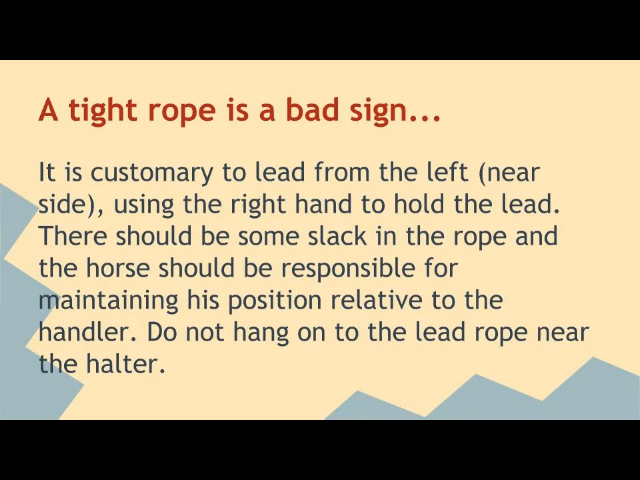 A tight rope is a bad sign...
It is customary to lead from the left (near
side), using the right hand to hold the lead.
There should be some slack in the rope and
the horse should be responsible for
maintaining his position relative to the
handler. Do not hang on to the lead rope near
the halter.